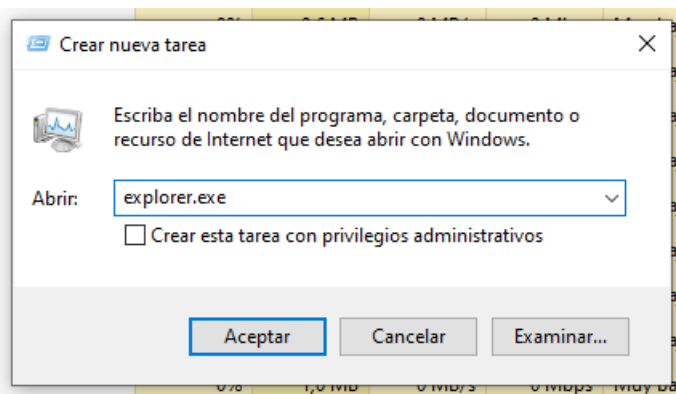 Crear nueva tarea
Escriba el nombre del programa, carpeta, documento o
recurso de Internet que desea abrir con Windows.
Abrir:
explorer.exe
Crear esta tarea con privilegios administrativos
Aceptar
Cancelar
Examinar...